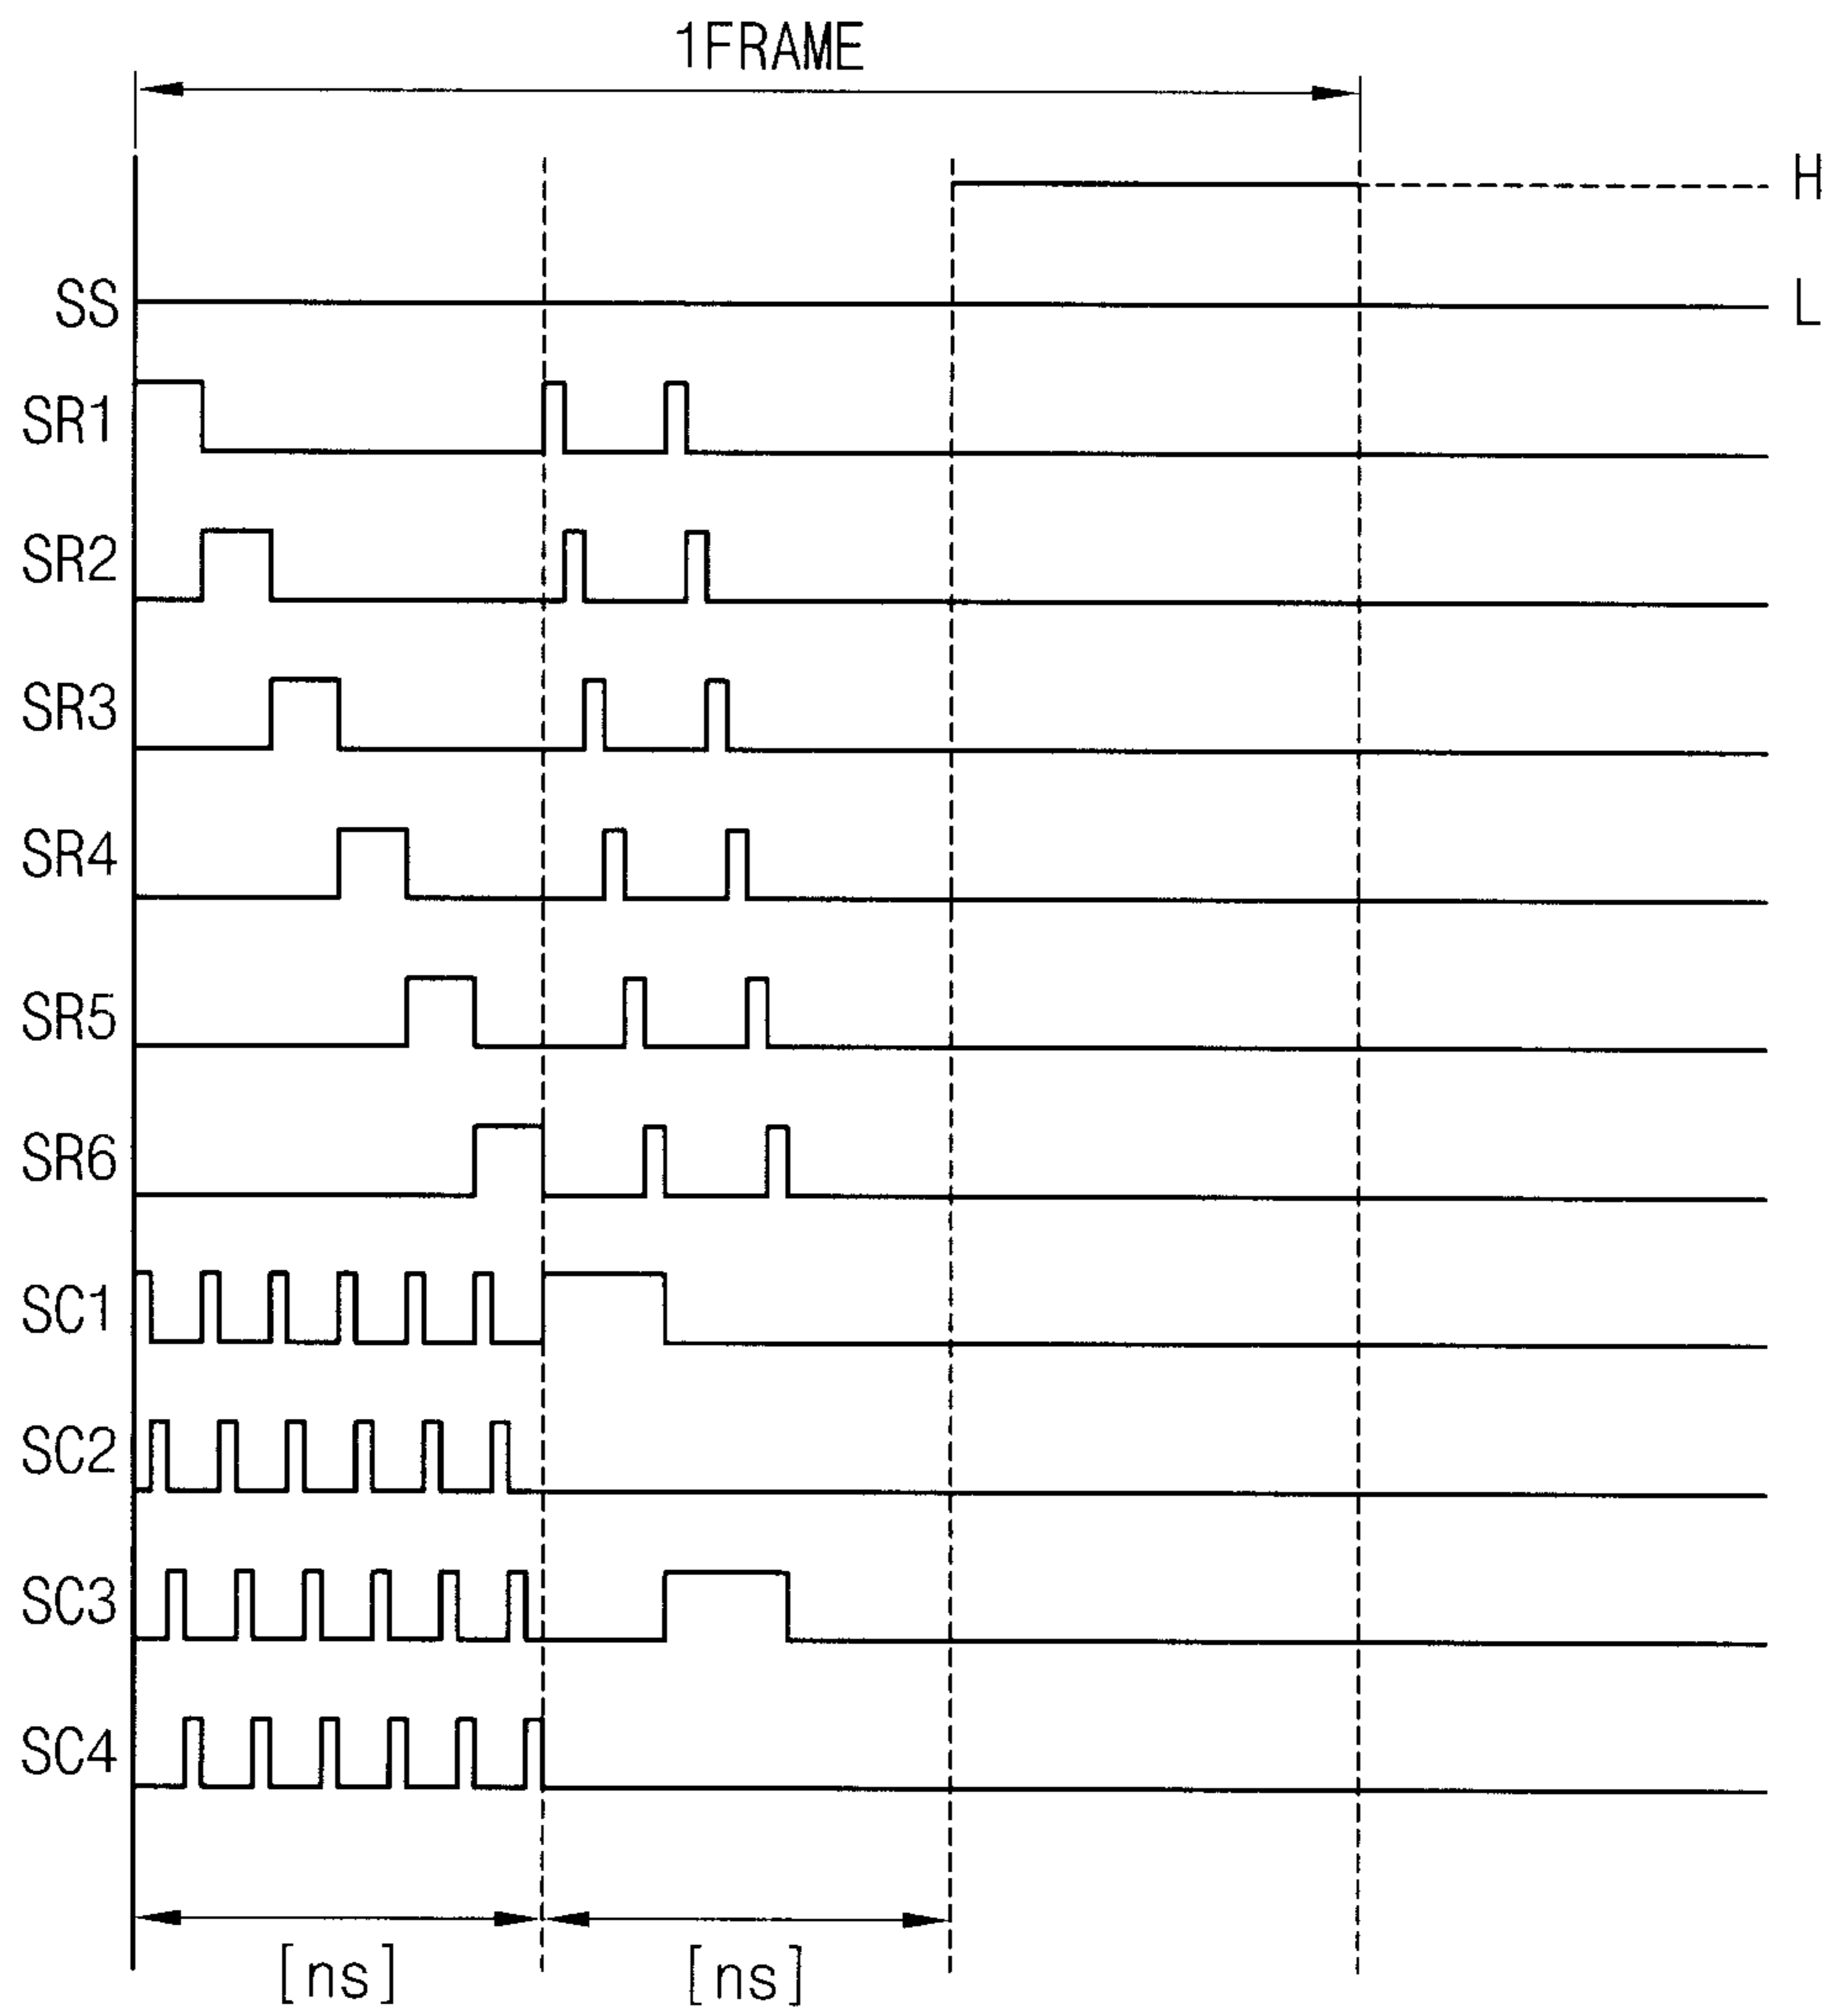 1FRAME
H
SS
L
SR1
SR2
SR3
SR4
SR5
SR6
SC1
SC2
SC3
SC4
[ns]
[ns]